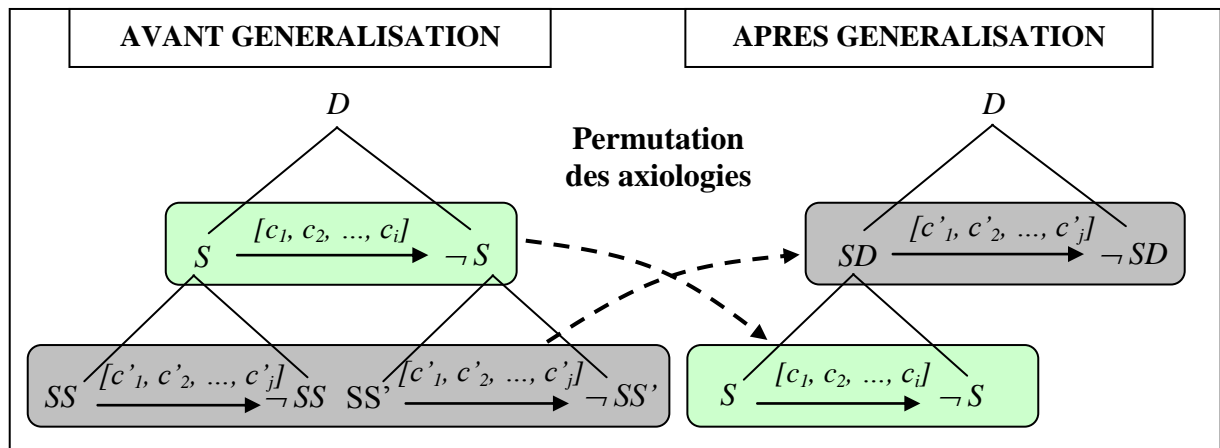 AVANT GENERALISATION
APRES GENERALISATION
D
D
Permutation
des axiologies
[c1, c2, ..., ci]
S
¬ S
[c'1, c'2, ..., c'j]
SD
¬ SD
[c'1, c'2, ..., c'j]
SS
¬ SS
[c'1, c'2, ..., c'j]
SS'
¬ SS'
[c1, c2, ..., ci]
S
¬ S